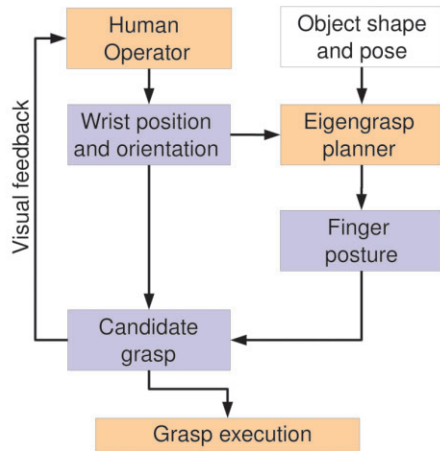 Human
Operator
Object shape
and pose
Wrist position
and orientation
Eigengrasp
planner
Visual feedback
Finger
posture
Candidate
grasp
Grasp execution